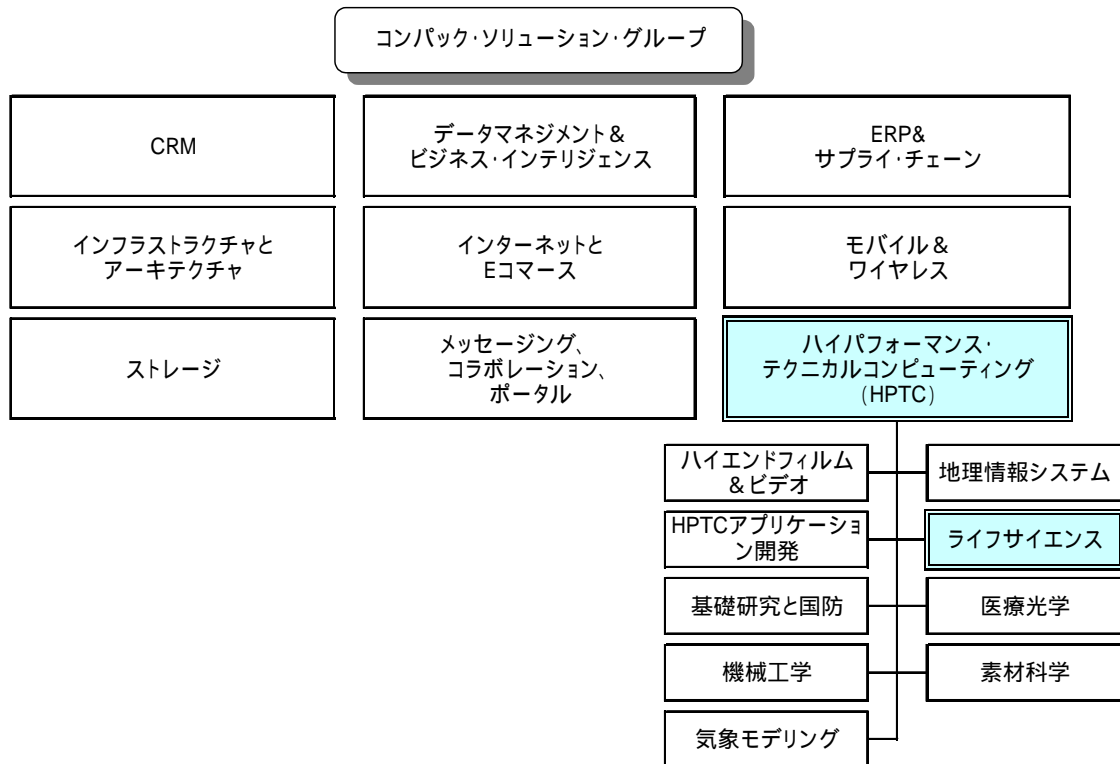 コンパック・ソリューション・グループ
CRM
データマネジメント&
ビジネス・インテリジェンス
ERP&
サプライ・チェーン
インフラストラクチャと
アーキテクチャ
インターネットと
Eコマース
モバイル&
ワイヤレス
ストレージ
メッセージング、
コラボレーション、
ポータル
ハイパフォーマンス・
テクニカルコンピューティング
(HPTC)
ハイエンドフィルム
&ビデオ
地理情報システム
HPTCアプリケーショ
ン開発
ライフサイエンス
基礎研究と国防
医療光学
機械工学
素材科学
気象モデリング